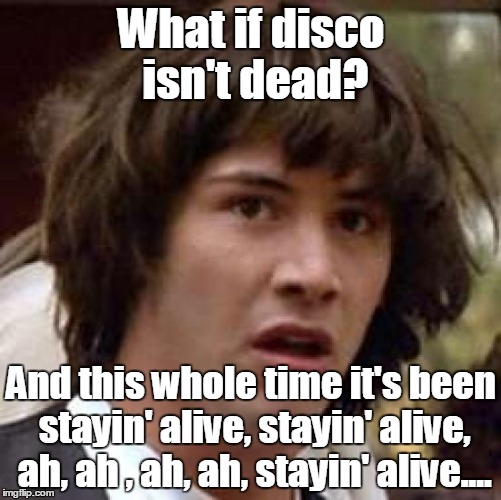 What if disco
isn't dead?
And this whole time it's been
stayin' alive, stayin' alive,
ah, ah , ah, ah, stayin' alive....
imgflip.com